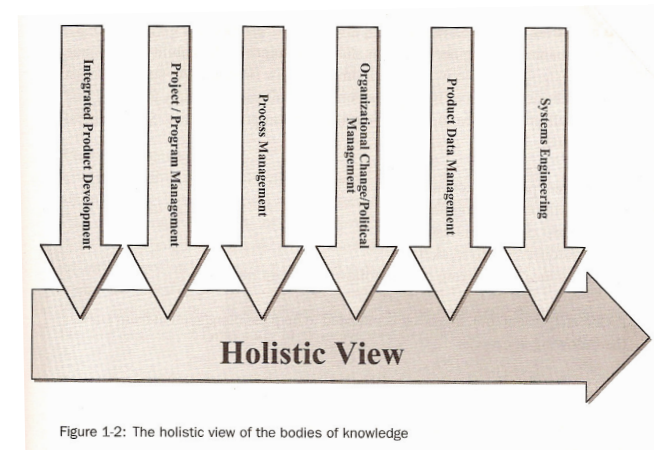 Integrated Product Development
Project / Program Management
Process Management
Organizational Change/Political
Management
Product Data Management
Systems Engineering
Holistic View
Figure 1-2: The holistic view of the bodies of knowledge